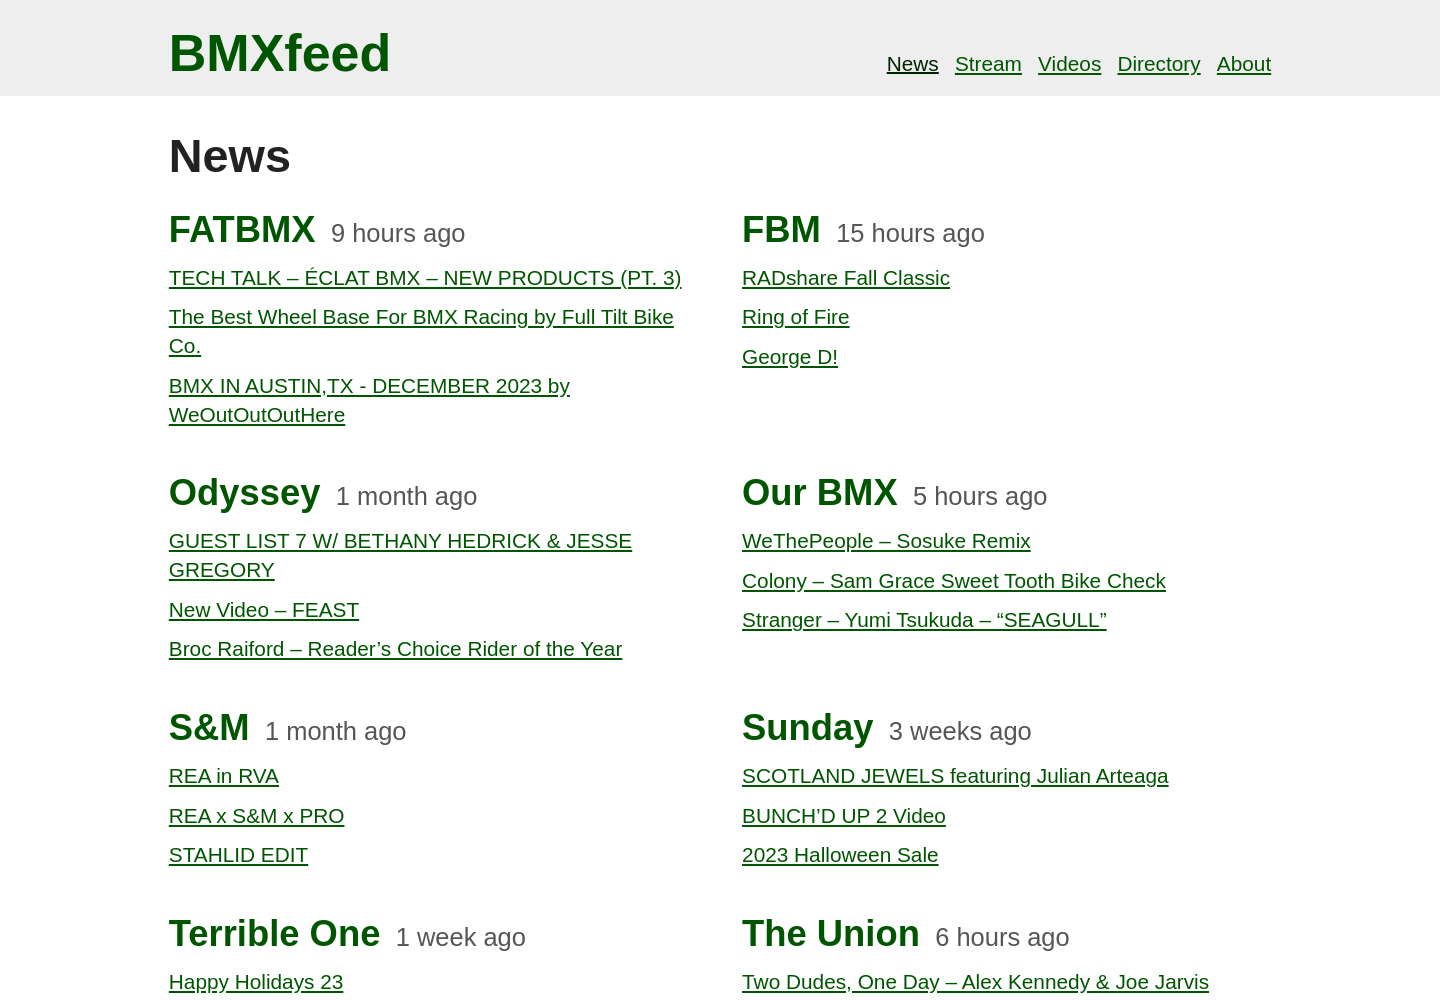 BMXfeed
News Stream Videos Directory About
News
FATBMX 9 hours ago
TECH TALK – ÉCLAT BMX – NEW PRODUCTS (PT. 3)
The Best Wheel Base For BMX Racing by Full Tilt Bike
Co.
BMX IN AUSTIN,TX - DECEMBER 2023 by
WeOutOutOutHere
FBM 15 hours ago
RADshare Fall Classic
Ring of Fire
George D!
Odyssey 1 month ago
GUEST LIST 7 W/ BETHANY HEDRICK & JESSE
GREGORY
New Video – FEAST
Broc Raiford – Reader’s Choice Rider of the Year
Our BMX 5 hours ago
WeThePeople – Sosuke Remix
Colony – Sam Grace Sweet Tooth Bike Check
Stranger – Yumi Tsukuda – “SEAGULL”
S&M 1 month ago
REA in RVA
REA x S&M x PRO
STAHLID EDIT
Sunday 3 weeks ago
SCOTLAND JEWELS featuring Julian Arteaga
BUNCH’D UP 2 Video
2023 Halloween Sale
Terrible One 1 week ago
Happy Holidays 23
The Union 6 hours ago
Two Dudes, One Day – Alex Kennedy & Joe Jarvis